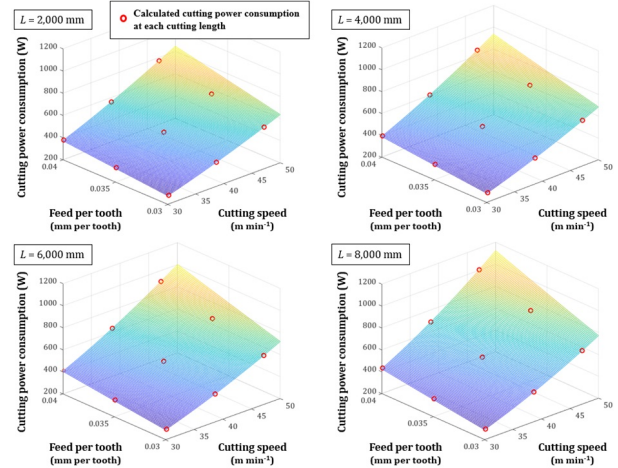 L = 2,000 mm
Calculated cutting power consumption
at each cutting length
L = 4,000 mm
Cutting power consumption (W)
1200
1000
800
600
400
200
0.04
0.035
0.03
30
35
40
45
50
Feed per tooth
(mm per tooth)
Cutting speed
(m min⁻¹)
Cutting power consumption (W)
1200
1000
800
600
400
200
0.04
0.035
0.03
30
35
40
45
50
Feed per tooth
(mm per tooth)
Cutting speed
(m min⁻¹)
L = 6,000 mm
L = 8,000 mm
Cutting power consumption (W)
1200
1000
800
600
400
200
0.04
0.035
0.03
30
35
40
45
50
Feed per tooth
(mm per tooth)
Cutting speed
(m min⁻¹)
Cutting power consumption (W)
1200
1000
800
600
400
200
0.04
0.035
0.03
30
35
40
45
50
Feed per tooth
(mm per tooth)
Cutting speed
(m min⁻¹)